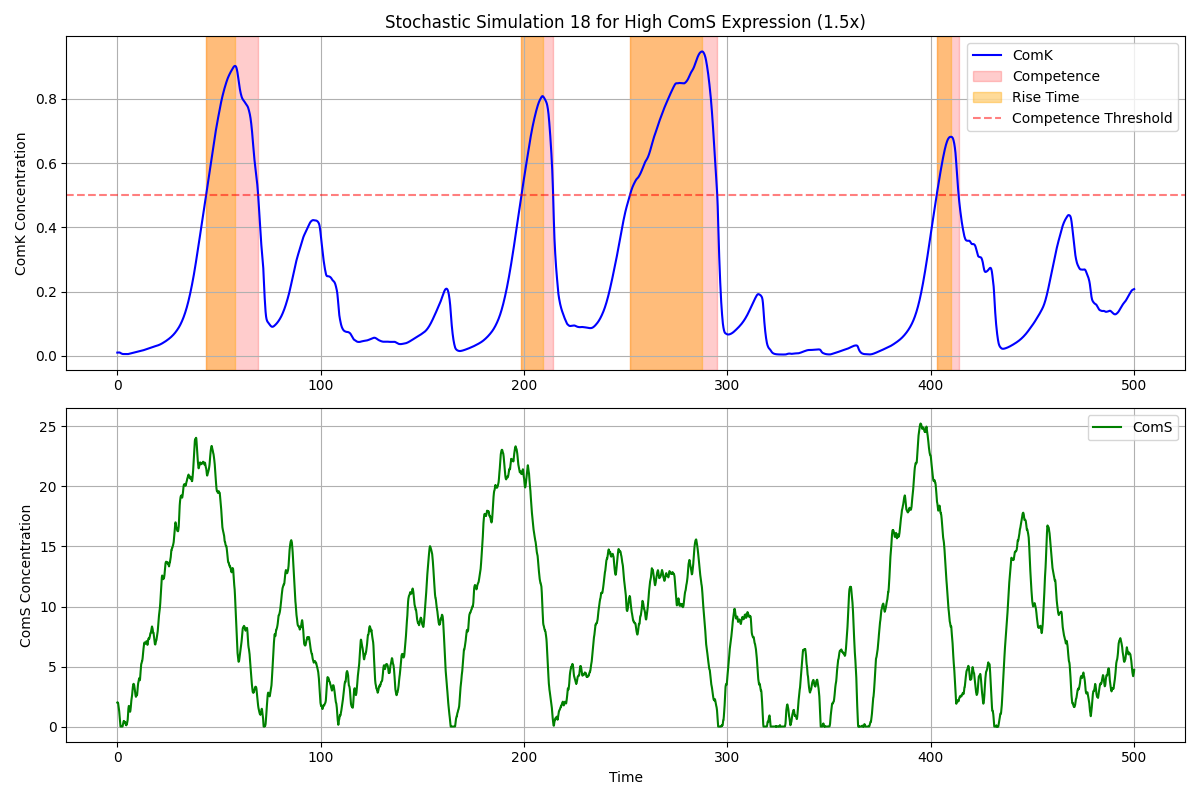 Stochastic Simulation 18 for High ComS Expression (1.5x)
ComK Concentration
0.8
0.6
0.4
0.2
0.0
ComK
Competence
Rise Time
Competence Threshold
0 100 200 300 400 500
ComS Concentration
25
20
15
10
5
0
ComS
0 100 200 300 400 500
Time